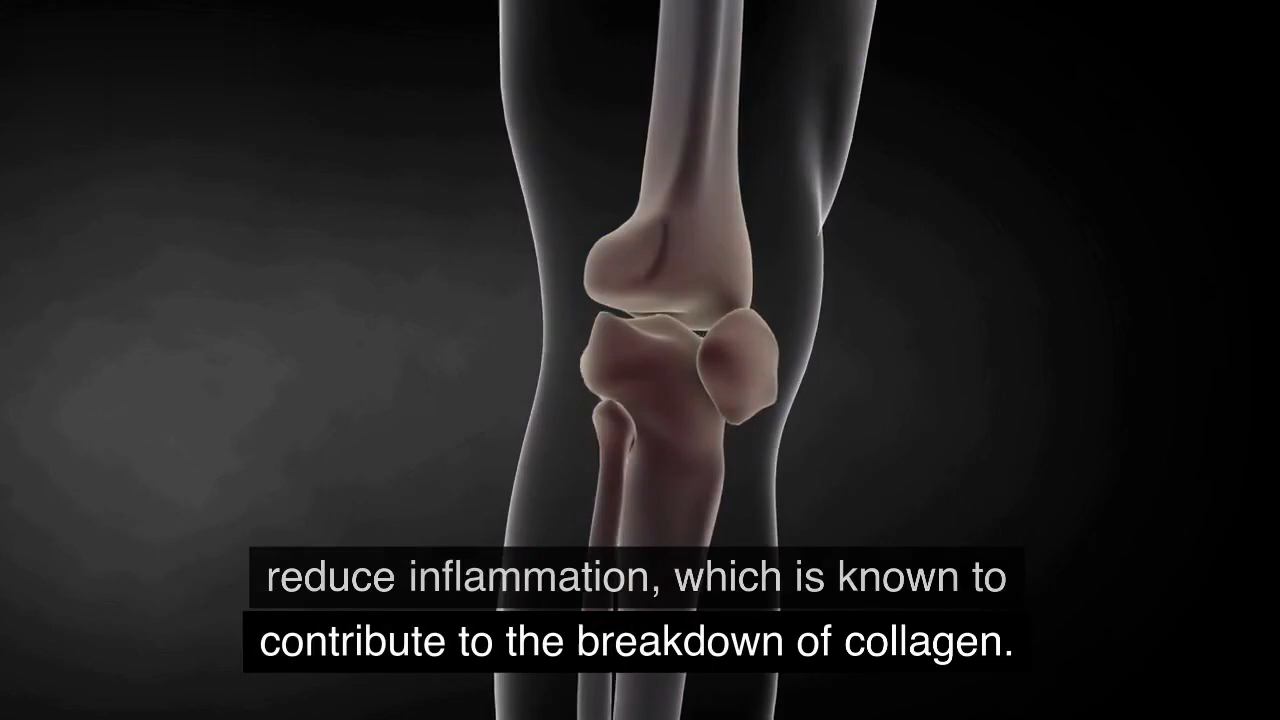 reduce inflammation, which is known to
contribute to the breakdown of collagen.